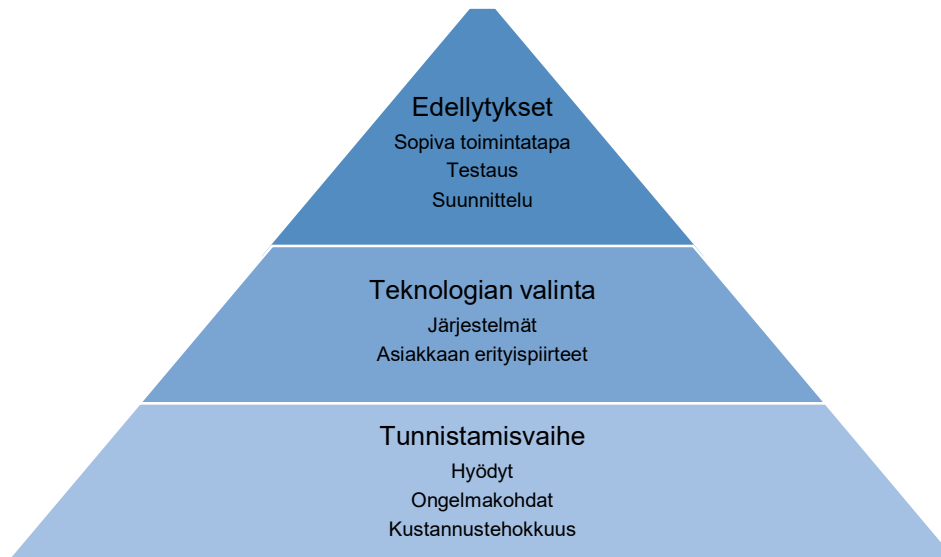 Edellytykset
Sopiva toimintatapa
Testaus
Suunnittelu
Teknologian valinta
Järjestelmät
Asiakkaan erityispiirteet
Tunnistamisvaihe
Hyödyt
Ongelmakohdat
Kustannustehokkuus